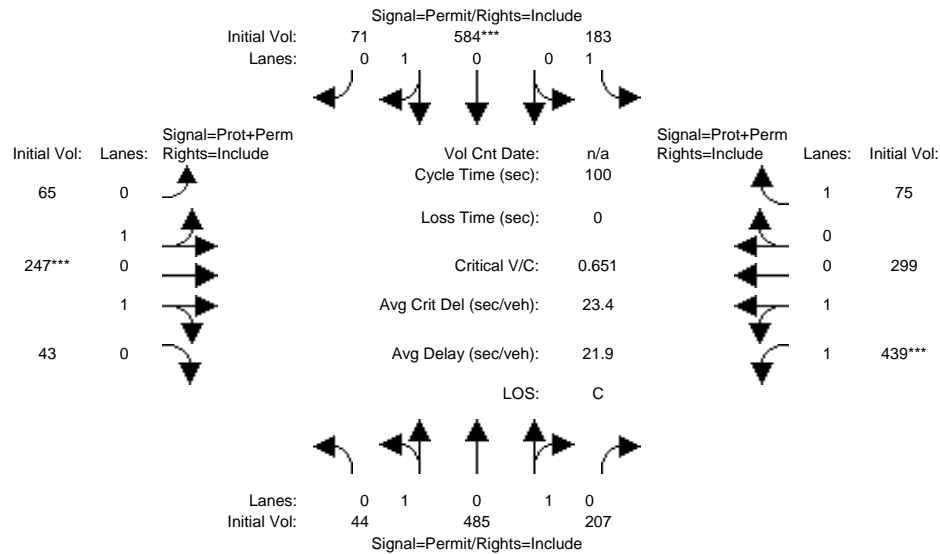 Signal=Permit/Rights=Include
Initial Vol: 71 584*** 183
Lanes: 0 1 0 0 1
Signal=Prot+Perm
Initial Vol: Lanes: Rights=Include
Vol Cnt Date: n/a
Signal=Prot+Perm
Rights=Include Lanes: Initial Vol:
Cycle Time (sec): 100
65 0
1 75
Loss Time (sec): 0
1
0
247*** 0
Critical V/C: 0.651
0 299
1
Avg Crit Del (sec/veh): 23.4
1
43 0
Avg Delay (sec/veh): 21.9
1 439***
LOS: C
Lanes: 0 1 0 1 0
Initial Vol: 44 485 207
Signal=Permit/Rights=Include